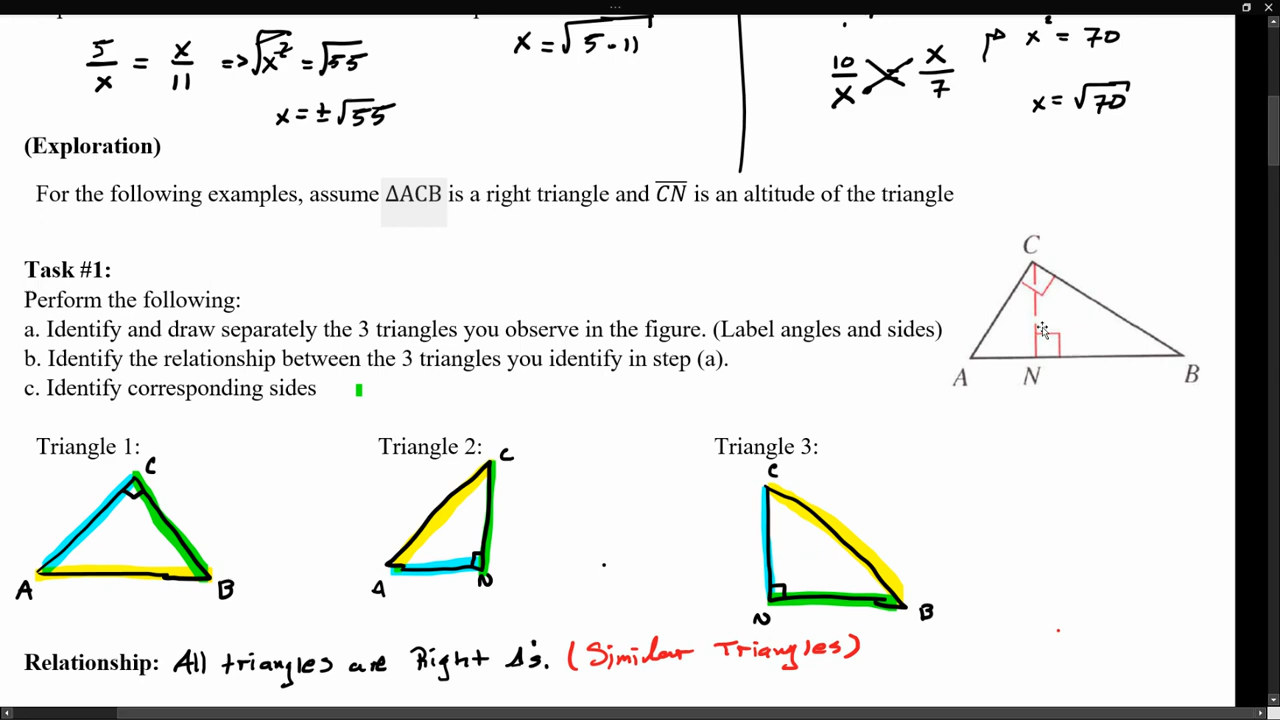 5/x = x/11 => √x² = √55
x = ± √55
x = √5 · 11
10/x = x/7
x² = 70
x = √70
(Exploration)
For the following examples, assume ΔACB is a right triangle and C̅N̅ is an altitude of the triangle
Task #1:
Perform the following:
a. Identify and draw separately the 3 triangles you observe in the figure. (Label angles and sides)
b. Identify the relationship between the 3 triangles you identify in step (a).
c. Identify corresponding sides
C
A N B
Triangle 1: Triangle 2: Triangle 3:
C C C
A B A N N B
Relationship: All triangles are Right Δ's. (Similar Triangles)